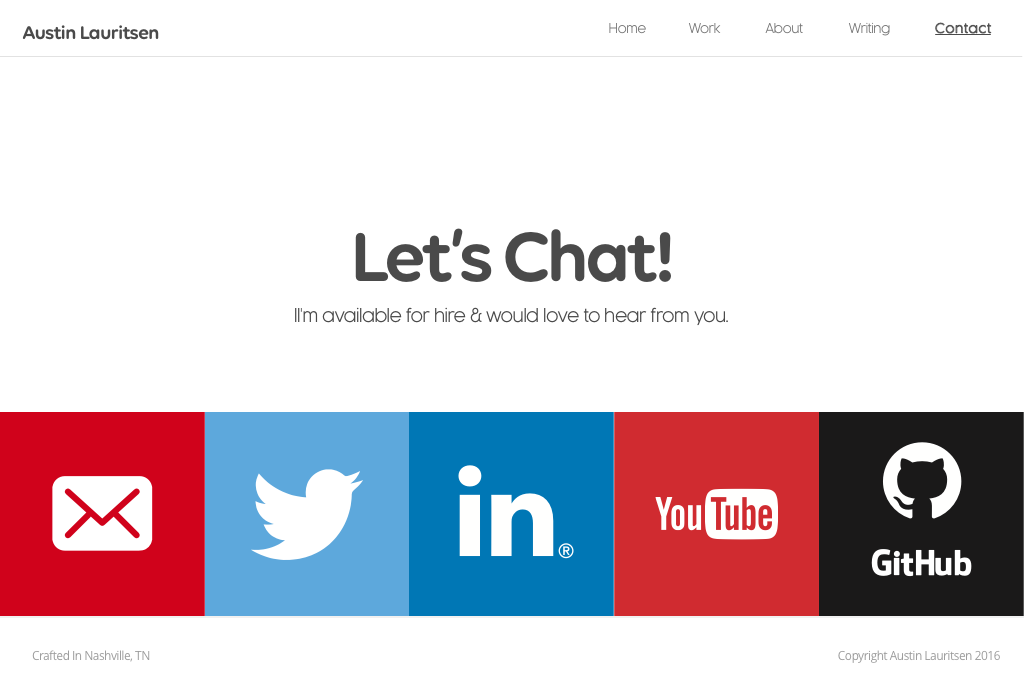 Austin Lauritsen
Home Work About Writing Contact
Let's Chat!
II'm available for hire & would love to hear from you.
in®
YouTube
GitHub
Crafted In Nashville, TN
Copyright Austin Lauritsen 2016